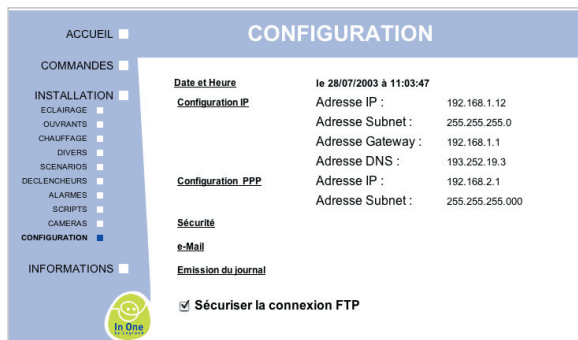 CONFIGURATION
ACCUEIL
COMMANDES
INSTALLATION
ECLAIRAGE
OUVRANTS
CHAUFFAGE
DIVERS
SCENARIOS
DECLENCHEURS
ALARMES
SCRIPTS
CAMERAS
CONFIGURATION
INFORMATIONS
In One
by Legrand
Date et Heure le 28/07/2003 à 11:03:47
Configuration IP Adresse IP : 192.168.1.12
Adresse Subnet : 255.255.255.0
Adresse Gateway : 192.168.1.1
Adresse DNS : 193.252.19.3
Configuration PPP Adresse IP : 192.168.2.1
Adresse Subnet : 255.255.255.000
Sécurité
e-Mail
Emission du journal
Sécuriser la connexion FTP